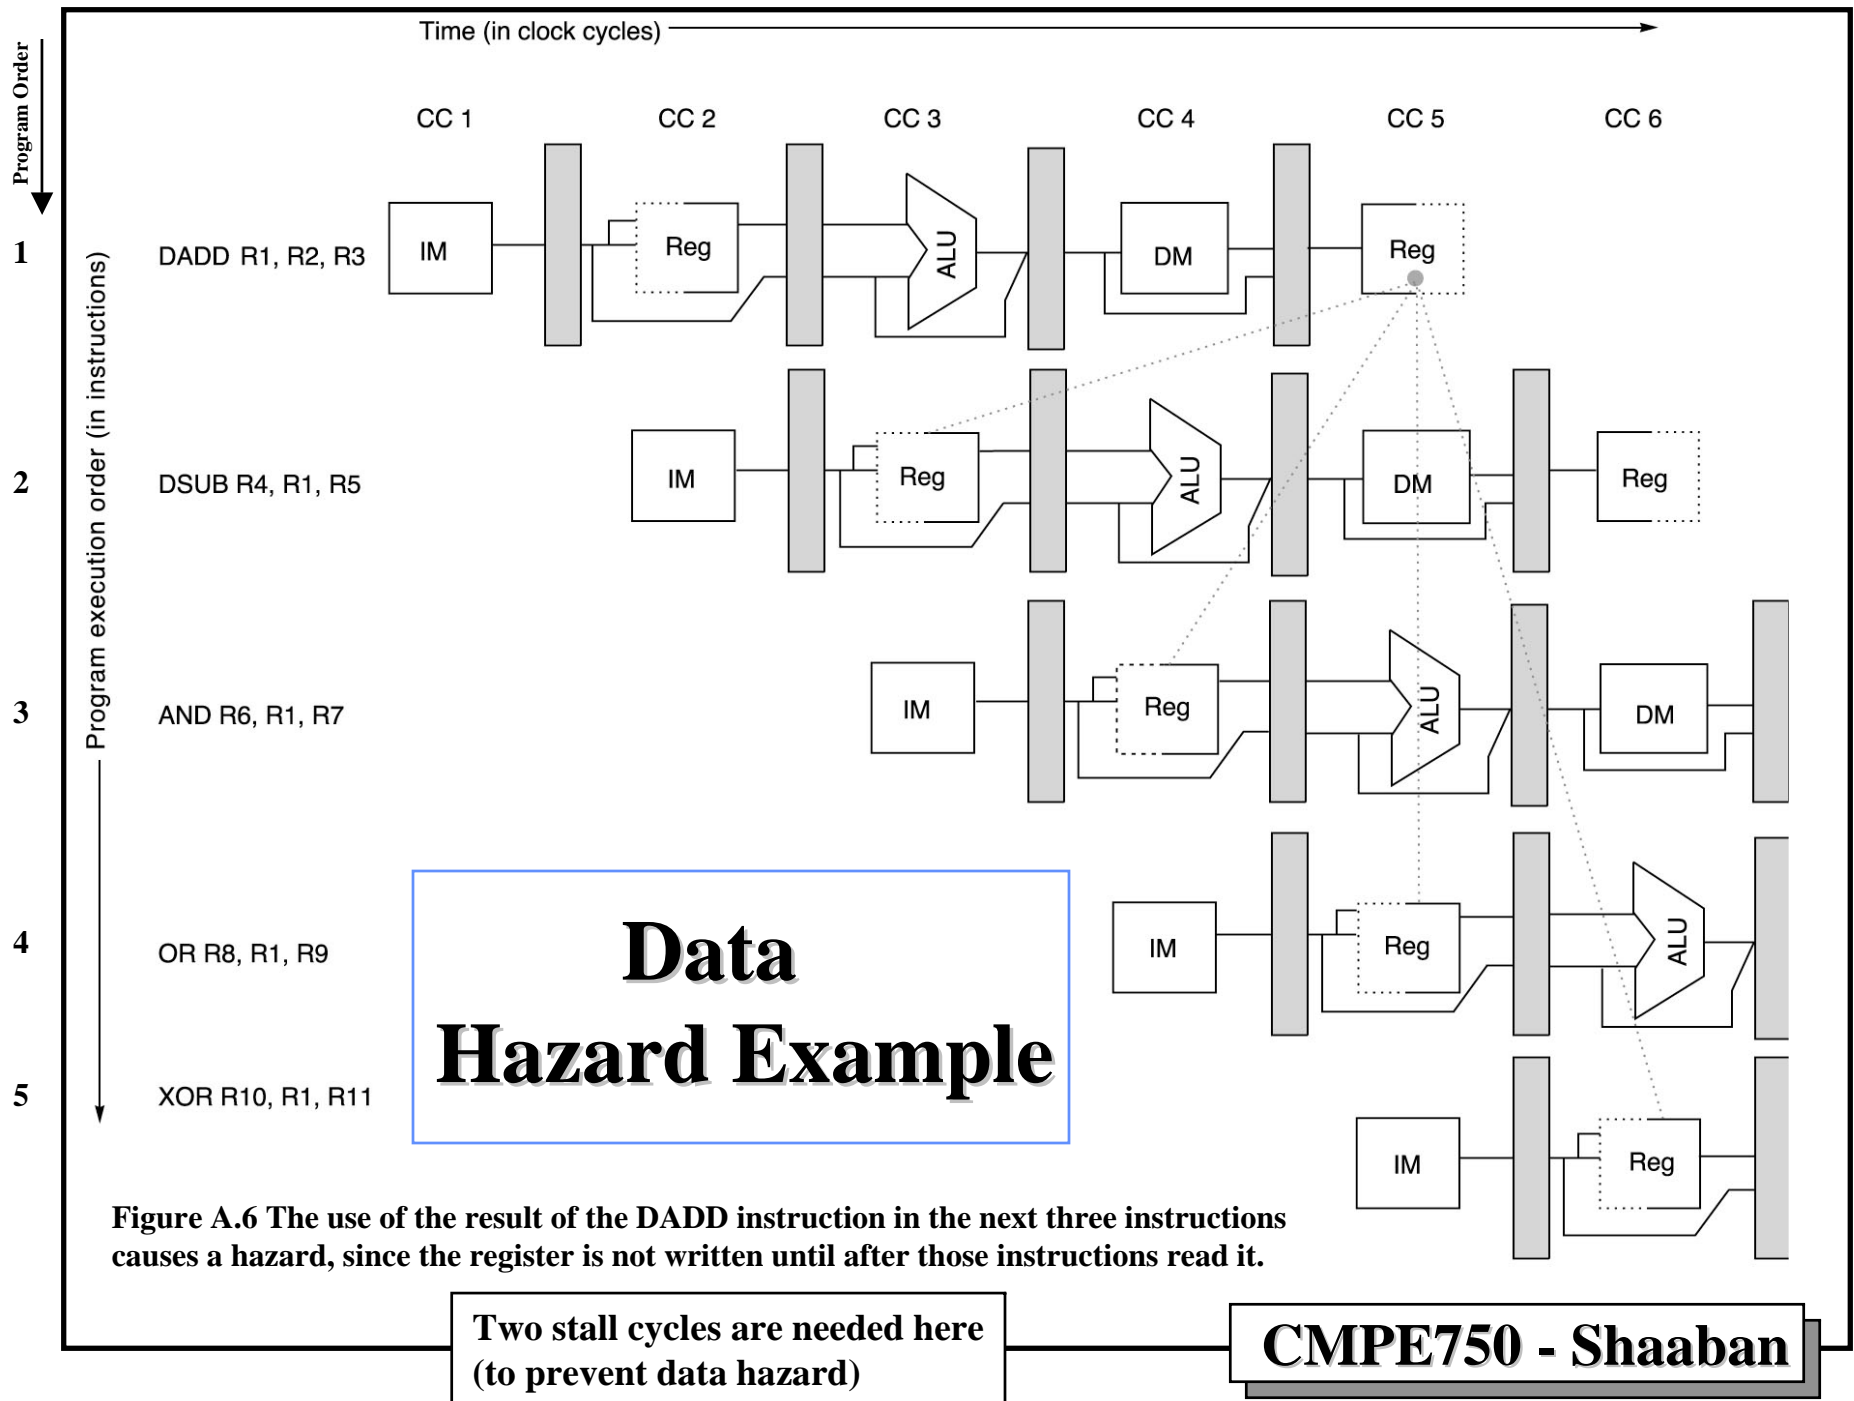 Time (in clock cycles)
Program Order
CC 1 CC 2 CC 3 CC 4 CC 5 CC 6
Program execution order (in instructions)
1 DADD R1, R2, R3 IM Reg ALU DM Reg
2 DSUB R4, R1, R5 IM Reg ALU DM Reg
3 AND R6, R1, R7 IM Reg ALU DM
4 OR R8, R1, R9 IM Reg ALU
5 XOR R10, R1, R11 IM Reg
Data
Hazard Example
Figure A.6 The use of the result of the DADD instruction in the next three instructions
causes a hazard, since the register is not written until after those instructions read it.
Two stall cycles are needed here
(to prevent data hazard)
CMPE750 - Shaaban